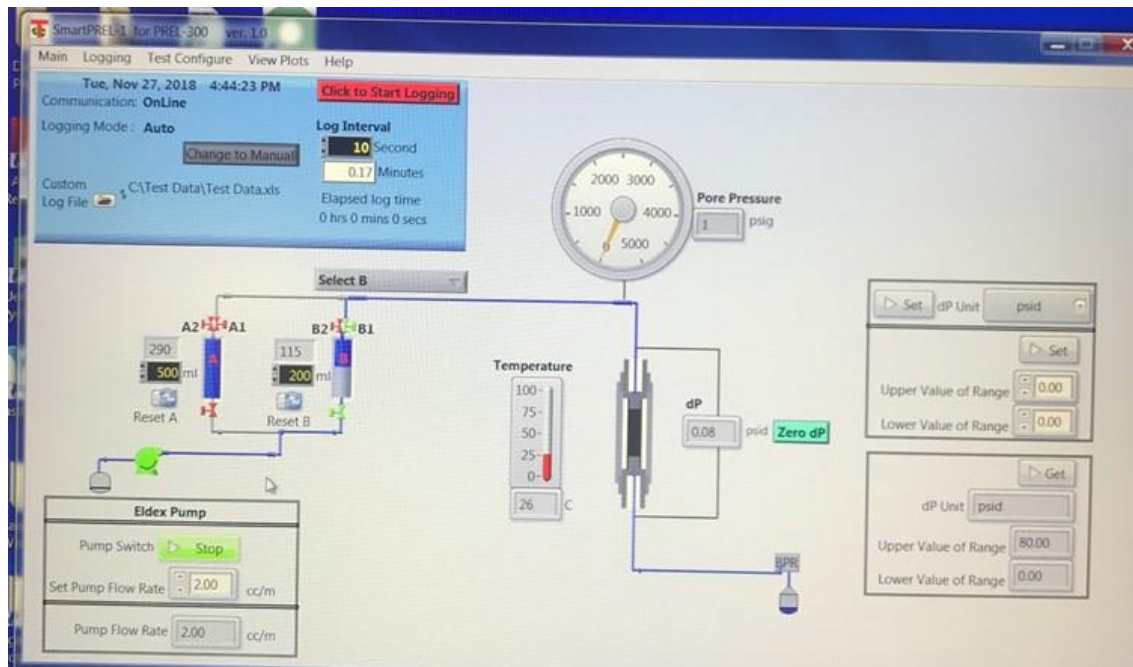 SmartPREL-1 for PREL-300 ver. 1.0
Main Logging Test Configure View Plots Help
Tue, Nov 27, 2018 4:44:23 PM
Communication: OnLine
Click to Start Logging
Logging Mode : Auto
Change to Manual
Log Interval
10 Second
0.17 Minutes
Custom
Log File
C\Test Data\Test Data.xls
Elapsed log time
0 hrs 0 mins 0 secs
2000 3000
1000 4000
0 5000
Pore Pressure
1 psig
Select B
A2 A1
B2 B1
290
500 ml
A
Reset A
115
200 ml
B
Reset B
Temperature
100
75
50
25
0
26 C
dP
0.08 psid Zero dP
BPR
Eldex Pump
Pump Switch Stop
Set Pump Flow Rate 2.00 cc/m
Pump Flow Rate 2.00 cc/m
Set dP Unit psid
Set
Upper Value of Range 0.00
Lower Value of Range 0.00
Get
dP Unit psid
Upper Value of Range 80.00
Lower Value of Range 0.00